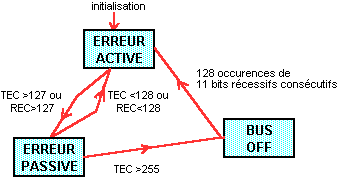 initialisation
ERREUR
ACTIVE
128 occurences de
11 bits récessifs consécutifs
TEC >127 ou
REC>127
TEC <128 ou
REC<128
BUS
OFF
ERREUR
PASSIVE
TEC >255